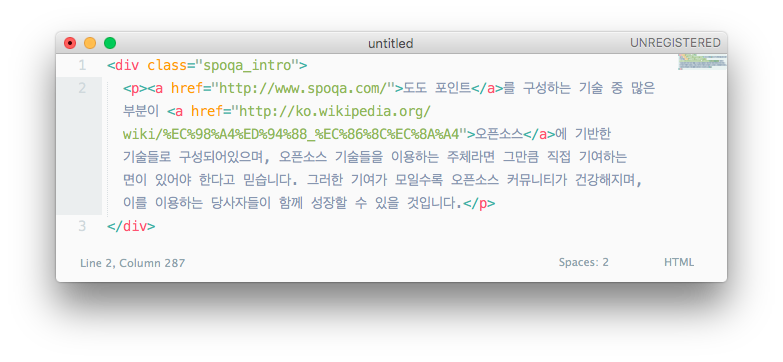 untitled
UNREGISTERED
1 <div class="spoqa_intro">
2 <p><a href="http://www.spoqa.com/">도도 포인트</a>를 구성하는 기술 중 많은
부분이 <a href="http://ko.wikipedia.org/
wiki/%EC%98%A4%ED%94%88_%EC%86%8C%EC%8A%A4">오픈소스</a>에 기반한
기술들로 구성되어있으며, 오픈소스 기술들을 이용하는 주체라면 그만큼 직접 기여하는
면이 있어야 한다고 믿습니다. 그러한 기여가 모일수록 오픈소스 커뮤니티가 건강해지며,
이를 이용하는 당사자들이 함께 성장할 수 있을 것입니다.</p>
3 </div>
Line 2, Column 287
Spaces: 2
HTML